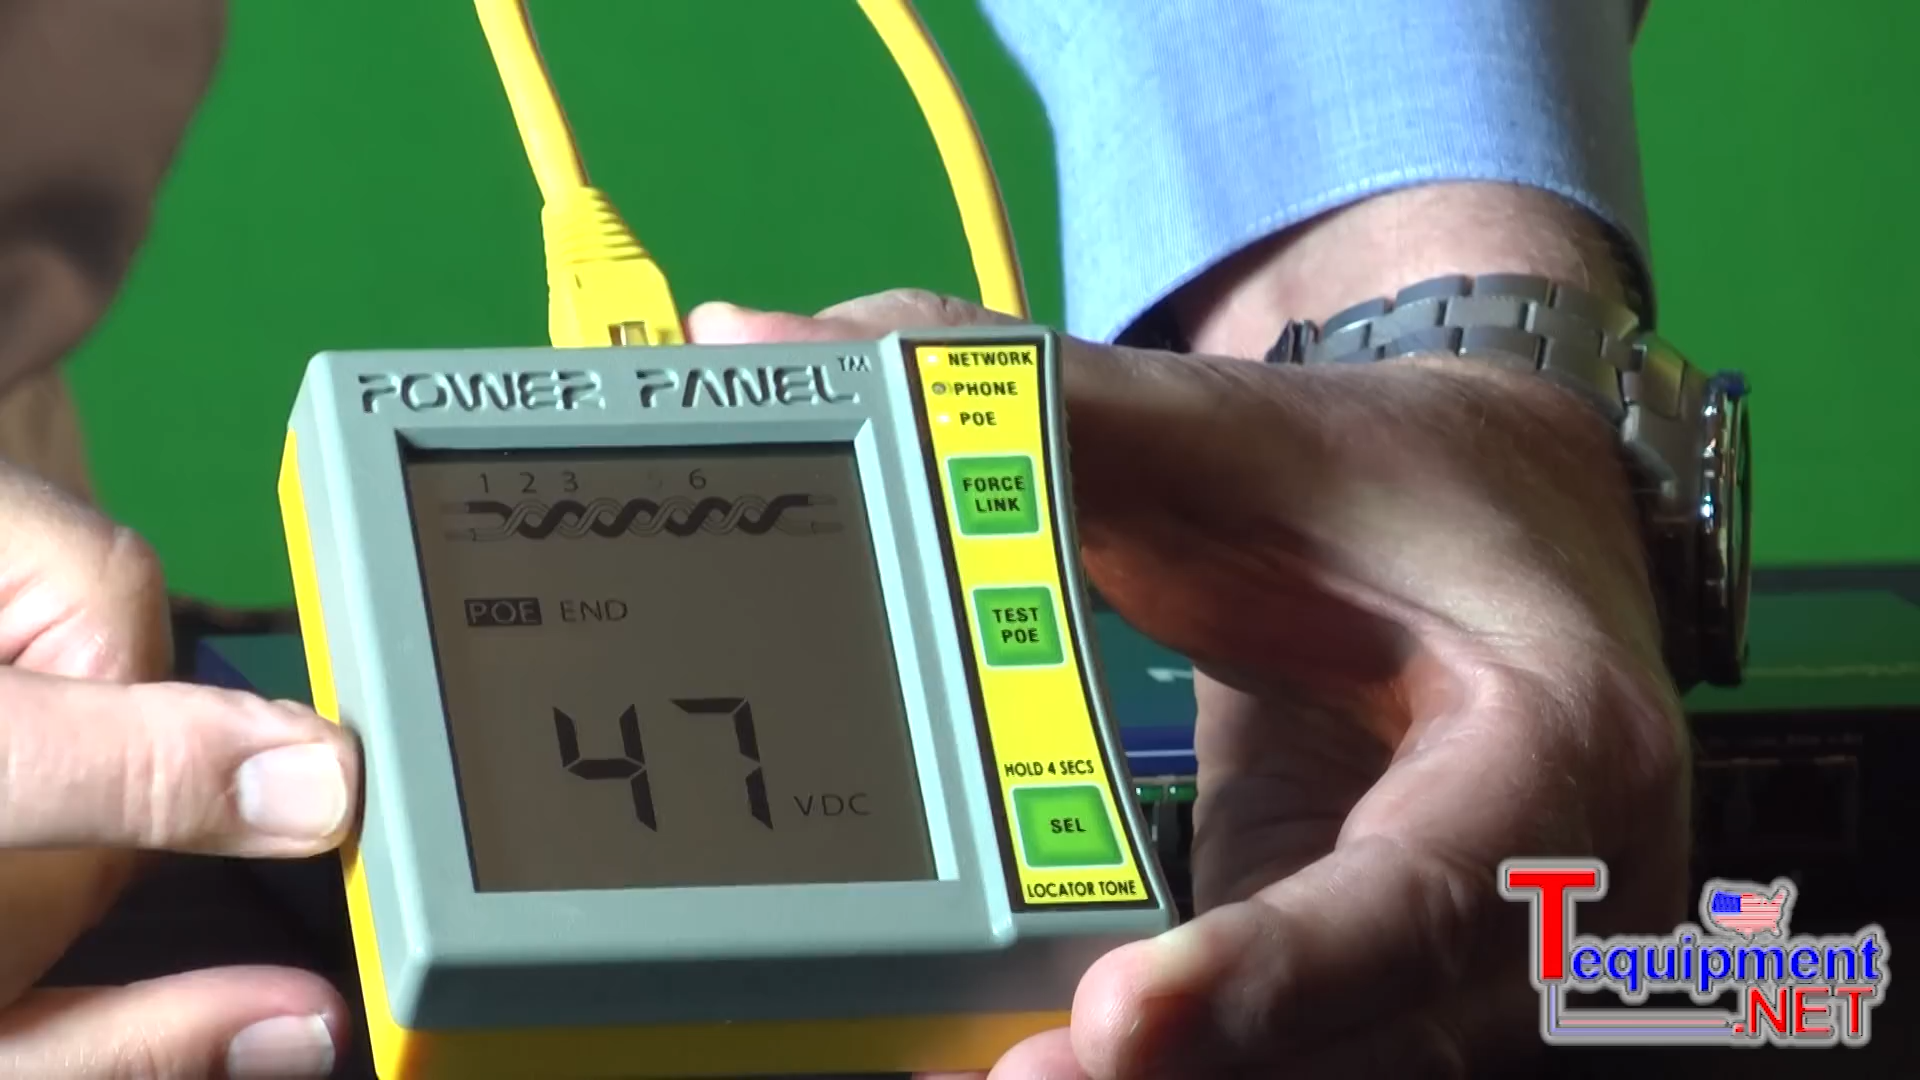 POWER PANEL™
NETWORK
PHONE
POE
1 2 3 6
FORCE
LINK
POE END
TEST
POE
47 VDC
HOLD 4 SECS
SEL
LOCATOR TONE
Tequipment
.NET